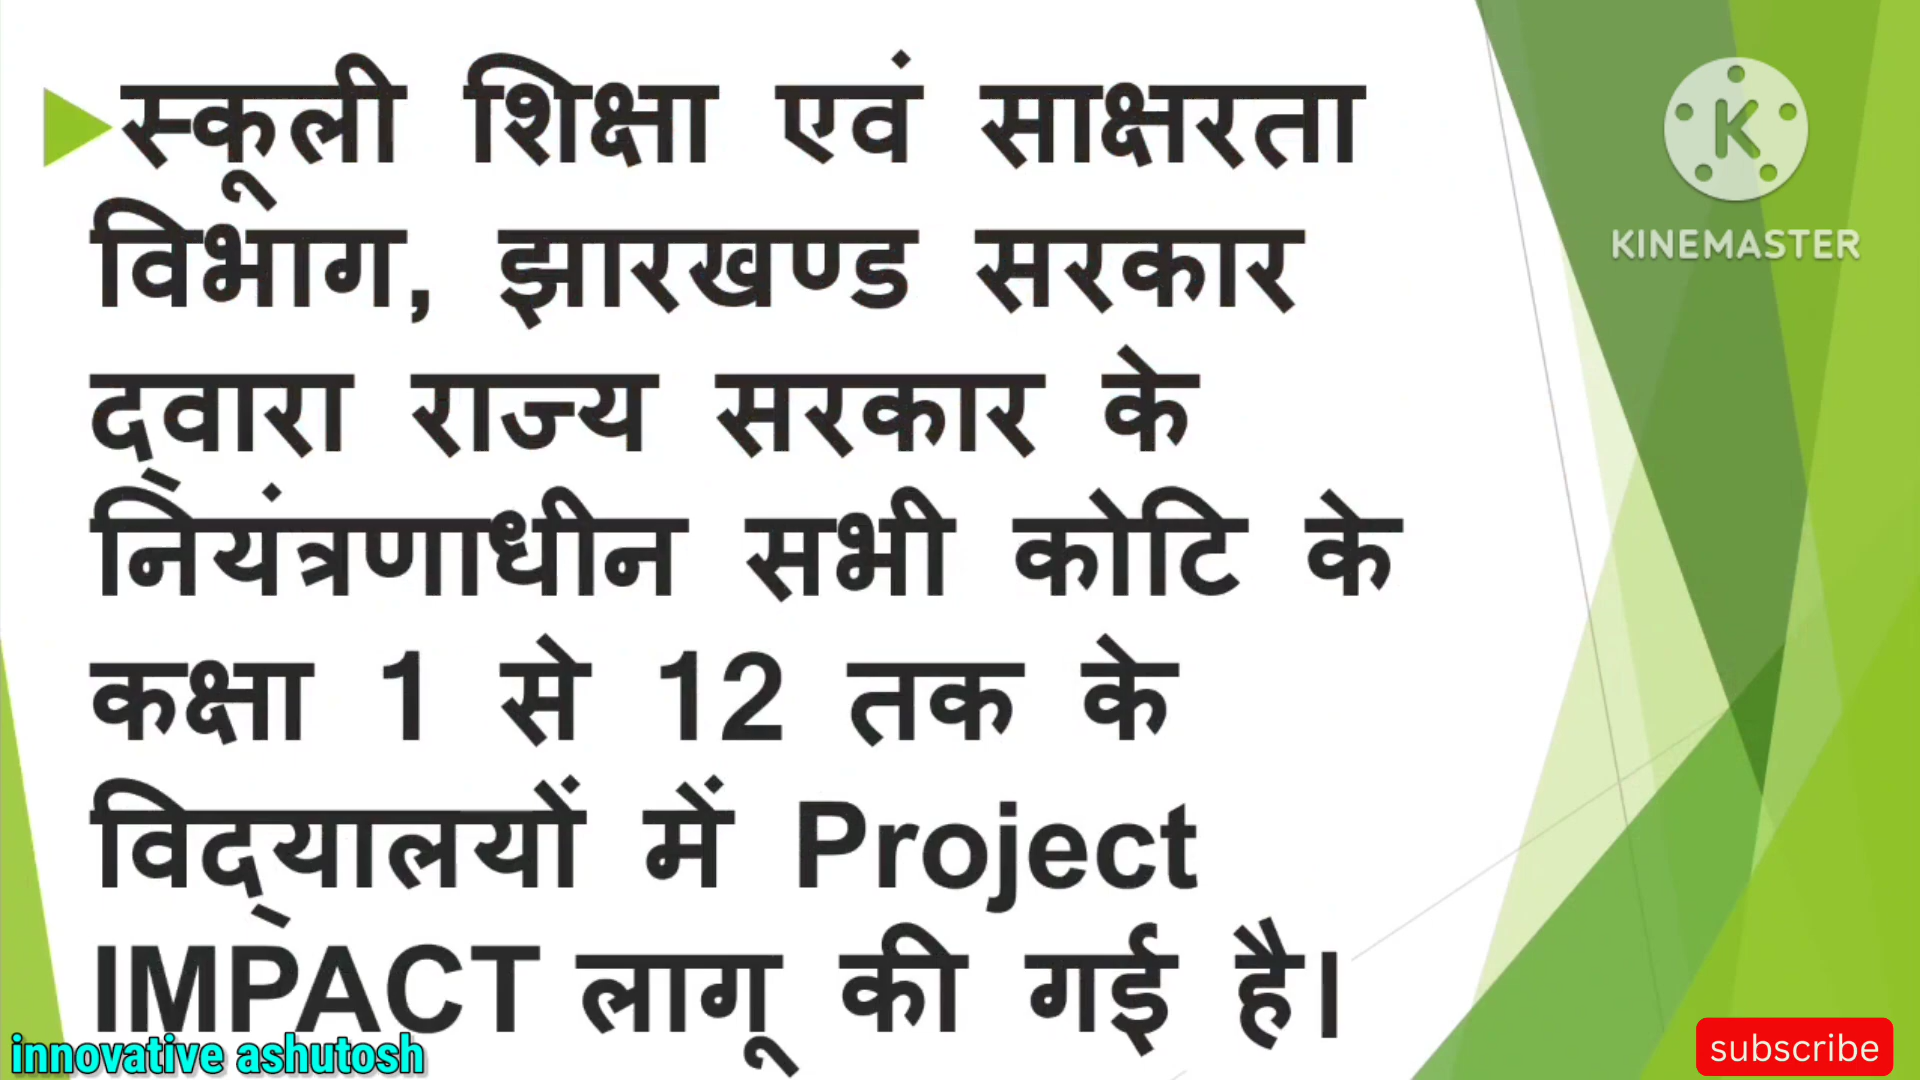 स्कूली शिक्षा एवं साक्षरता
विभाग, झारखण्ड सरकार
द्वारा राज्य सरकार के
नियंत्रणाधीन सभी कोटि के
कक्षा 1 से 12 तक के
विद्यालयों में Project
IMPACT लागू की गई है।
K
KINEMASTER
innovative ashutosh
subscribe